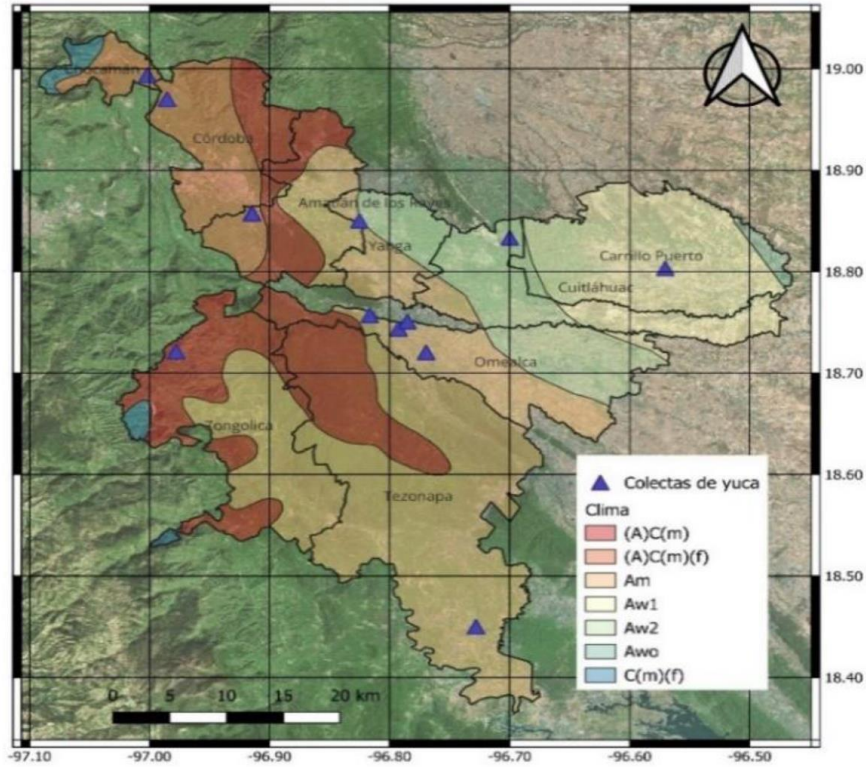 19.00
Chocamán
Córdoba
18.90
Amatlán de los Reyes
Yanga
Carrillo Puerto
18.80
Cuitláhuac
Omealca
18.70
Zongolica
18.60
Tezonapa
Colectas de yuca
Clima
(A)C(m)
(A)C(m)(f)
Am
Aw1
Aw2
Awo
C(m)(f)
18.50
18.40
0 5 10 15 20 km
-97.10 -97.00 -96.90 -96.80 -96.70 -96.60 -96.50